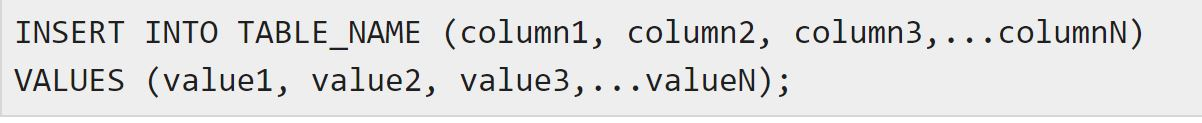 INSERT INTO TABLE_NAME (column1, column2, column3,...columnN)
VALUES (value1, value2, value3,...valueN);